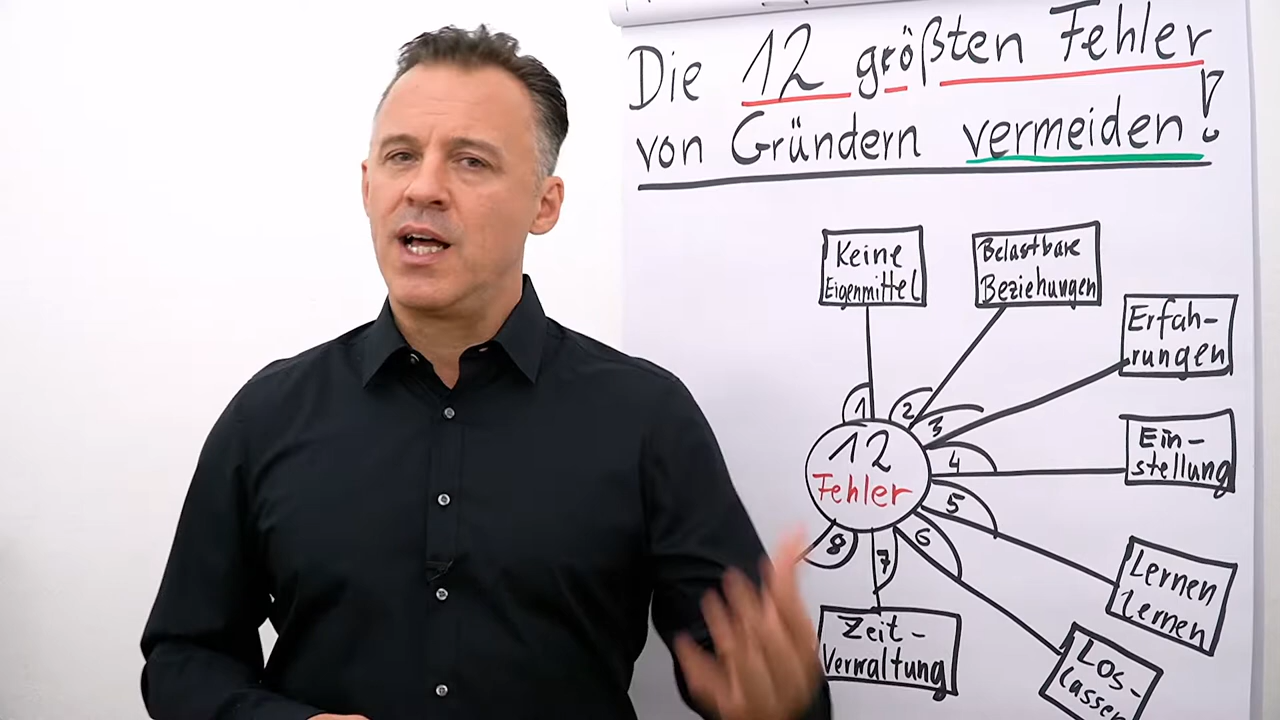 Die 12 größten Fehler
von Gründern vermeiden!
Keine
Eigenmittel
Belastbare
Beziehungen
Erfah-
rungen
Ein-
stellung
Lernen
Lernen
Los-
lassen
Zeit-
Verwaltung
12
Fehler
1
2
3
4
5
6
7
8